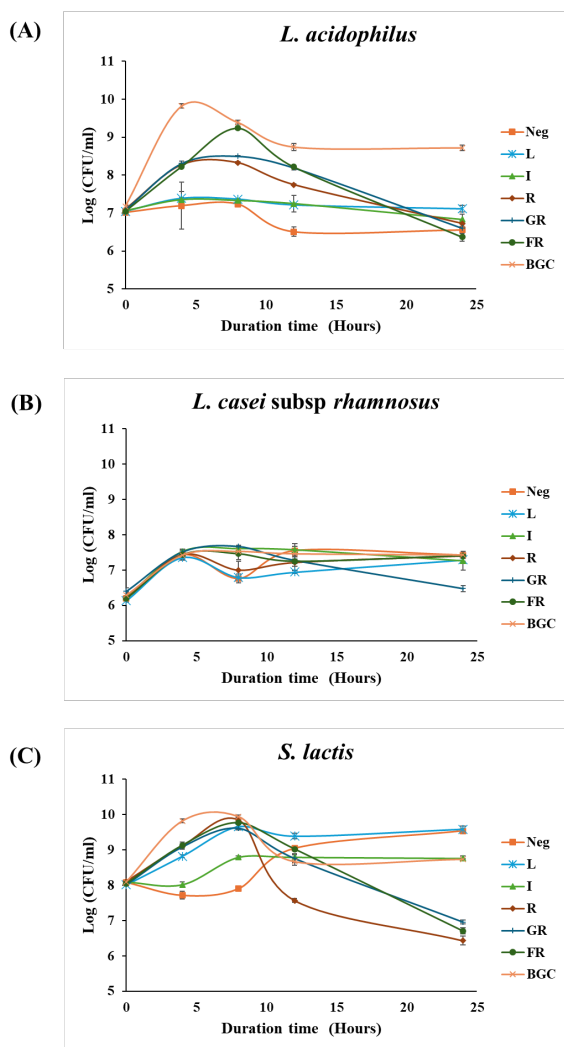 (A)
L. acidophilus
11
10
9
8
7
6
5
Log (CFU/ml)
0 5 10 15 20 25
Duration time (Hours)
Neg
L
I
R
GR
FR
BGC
(B)
L. casei subsp rhamnosus
11
10
9
8
7
6
5
Log (CFU/ml)
0 5 10 15 20 25
Duration time (Hours)
Neg
L
I
R
GR
FR
BGC
(C)
S. lactis
11
10
9
8
7
6
5
Log (CFU/ml)
0 5 10 15 20 25
Duration time (Hours)
Neg
L
I
R
GR
FR
BGC